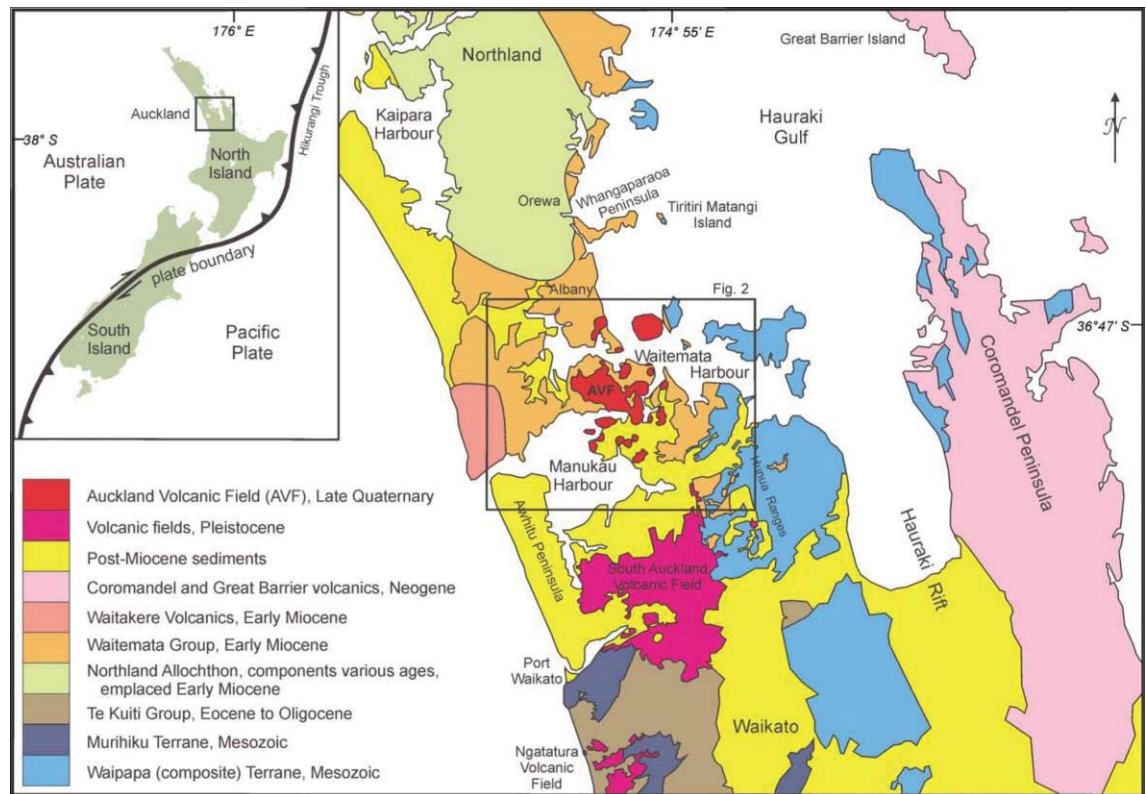 176° E
Auckland
38° S
Australian
Plate
North
Island
Hikurangi Trough
plate boundary
South
Island
Pacific
Plate
174 55' E
Great Barrier Island
Northland
Kaipara
Harbour
Hauraki
Gulf
N
Orewa
Whangaparaoa
Peninsula
Tiritiri Matangi
Island
Fig. 2
Albany
36°47' S
Waitemata
Harbour
AVF
Coromandel Peninsula
Manukau
Harbour
Hunua Ranges
Awhitu Peninsula
South Auckland
Volcanic Field
Hauraki
Rift
Port
Waikato
Waikato
Ngatatura
Volcanic
Field
Auckland Volcanic Field (AVF), Late Quaternary
Volcanic fields, Pleistocene
Post-Miocene sediments
Coromandel and Great Barrier volcanics, Neogene
Waitakere Volcanics, Early Miocene
Waitemata Group, Early Miocene
Northland Allochthon, components various ages,
emplaced Early Miocene
Te Kuiti Group, Eocene to Oligocene
Murihiku Terrane, Mesozoic
Waipapa (composite) Terrane, Mesozoic